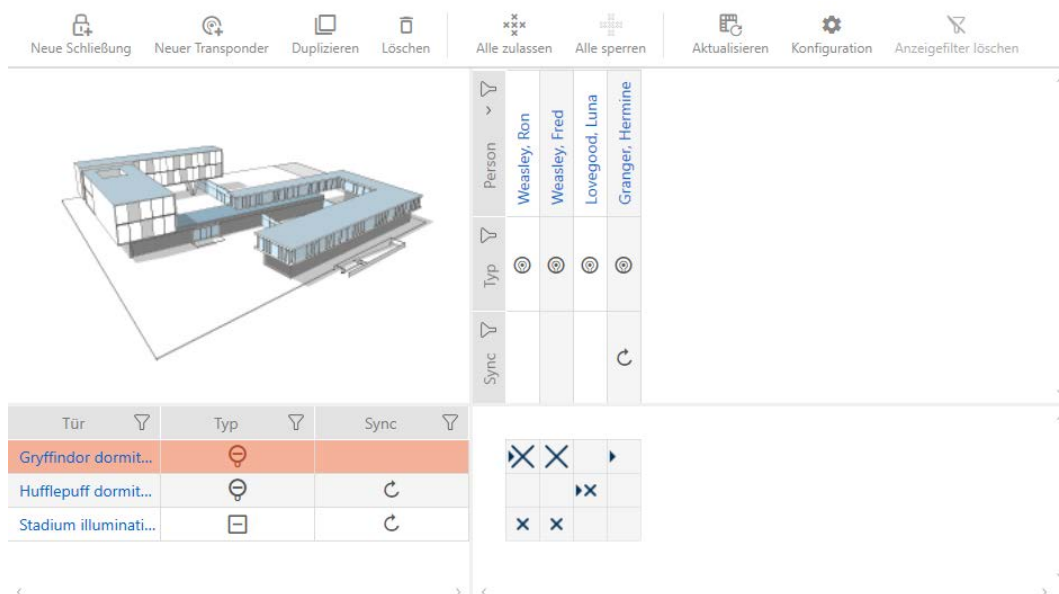 Neue Schließung Neuer Transponder Duplizieren Löschen Alle zulassen Alle sperren Aktualisieren Konfiguration Anzeigefilter löschen
Person
Weasley, Ron
Weasley, Fred
Lovegood, Luna
Granger, Hermine
Typ
Sync
Tür Typ Sync
Gryffindor dormit...
Hufflepuff dormit...
Stadium illuminati...